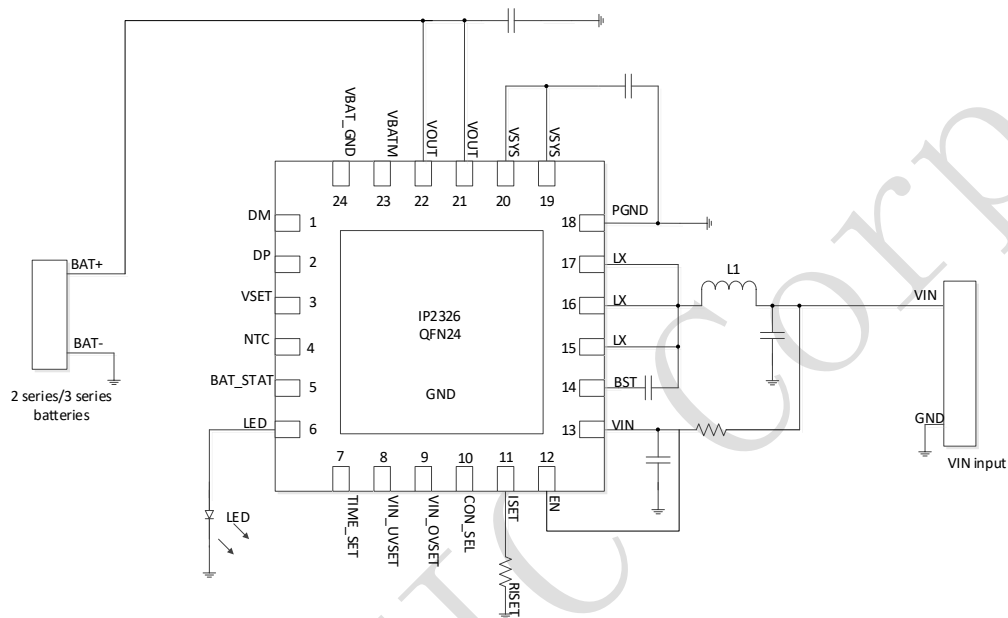 VBAT_GND
VBATM
VOUT
VOUT
VSYS
VSYS
24
23
22
21
20
19
DM
1
DP
2
VSET
3
NTC
4
BAT_STAT
5
LED
6
18
PGND
17
LX
16
LX
15
LX
14
BST
13
VIN
IP2326
QFN24
GND
7
8
9
10
11
12
TIME_SET
VIN_UVSET
VIN_OVSET
CON_SEL
ISET
EN
RISET
LED
BAT+
BAT-
2 series/3 series
batteries
L1
VIN
GND
VIN input
Corp